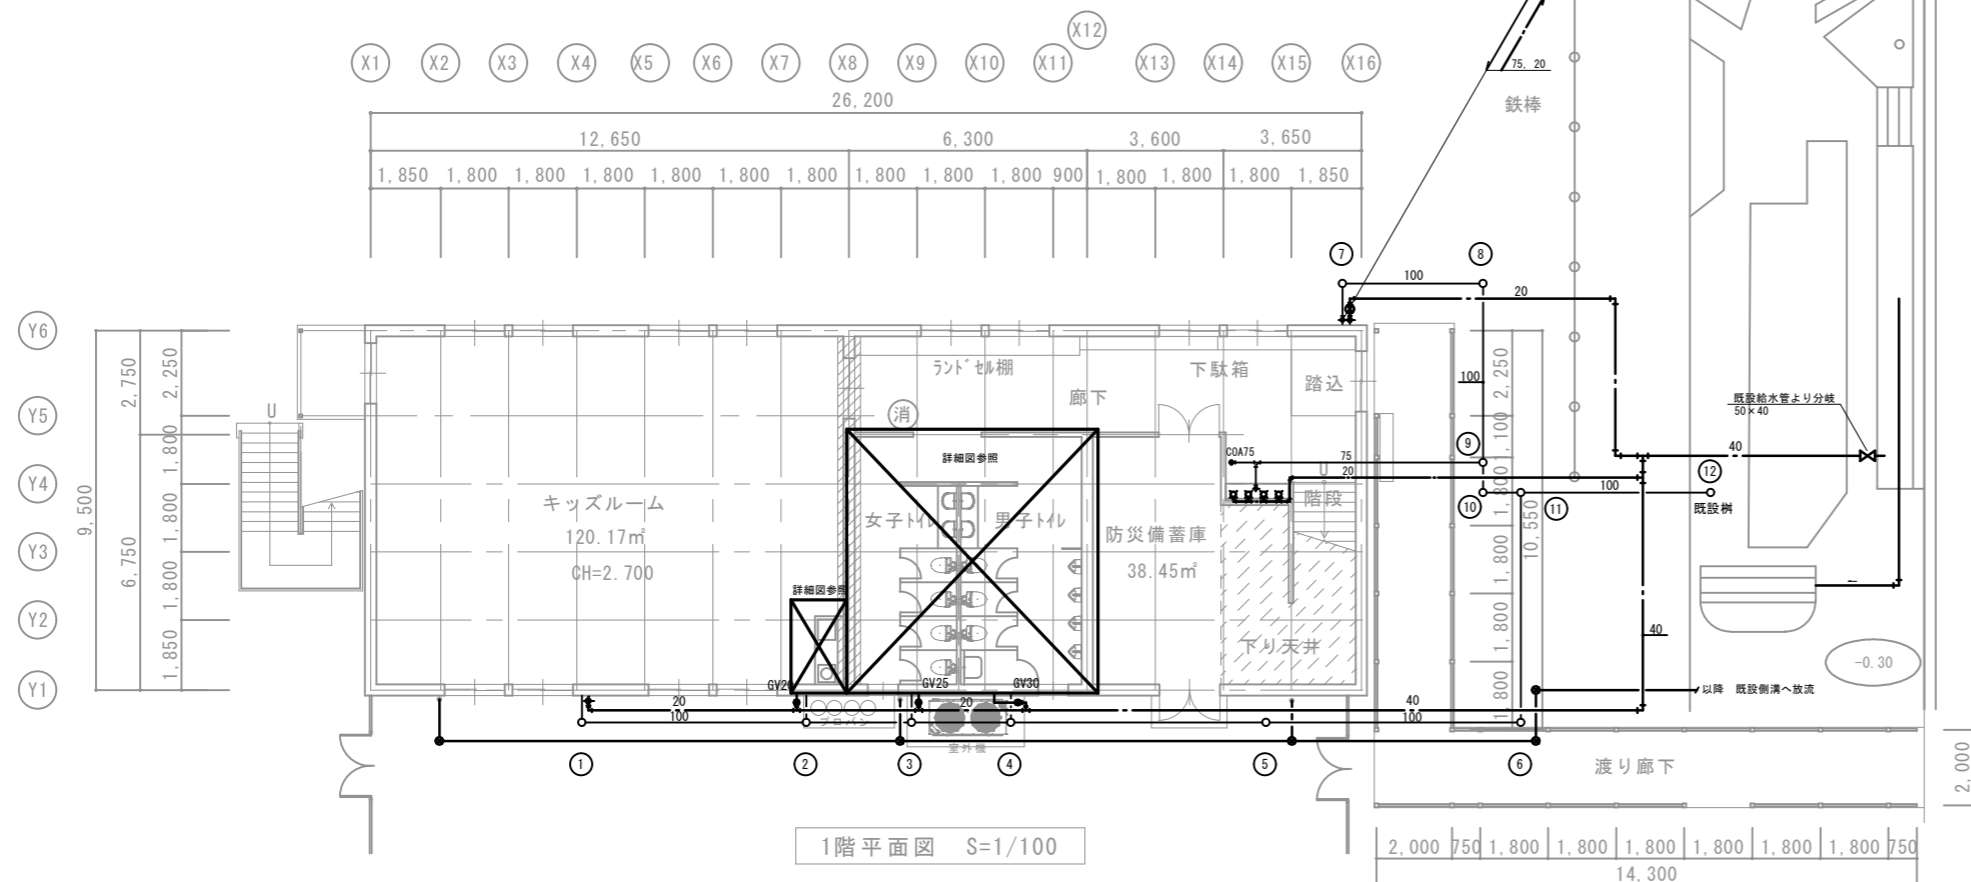 X12
X1 X2 X3 X4 X5 X6 X7 X8 X9 X10 X11 X13 X14 X15 X16
75, 20
鉄棒
26,200
12,650 6,300 3,600 3,650
1,850 1,800 1,800 1,800 1,800 1,800 1,800 1,800 1,800 1,800 900 1,800 1,800 1,800 1,850
7 8
100
20
Y6
Y5
Y4
Y3
Y2
Y1
9,500
2,750
6,750
2,250
1,800
1,800
1,800
1,850
U
ランドセル棚
下駄箱
踏込
廊下
消
100
2,250
1,100
1,800
1,800
1,800
1,800
10,550
既設給水管より分岐
50×40
40
詳細図参照
COA75
75
20
U
9
10
11
12
100
既設桝
キッズルーム
120.17㎡
CH=2.700
女子トイレ
男子トイレ
防災備蓄庫
38.45㎡
階段
下り天井
詳細図参照
40
-0.30
GV20
GV25
GV30
以降 既設側溝へ放流
20
20
40
100
100
プロパン
室外機
1 2 3 4 5 6
渡り廊下
2,000
1階平面図 S=1/100
2,000 750 1,800 1,800 1,800 1,800 1,800 1,800 750
14,300